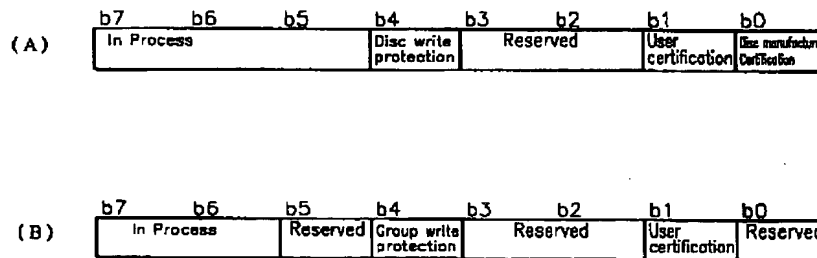 b7 b6 b5 b4 b3 b2 b1 b0
(A) In Process Disc write protection Reserved User certification Disc manufacture Certification
b7 b6 b5 b4 b3 b2 b1 b0
(B) In Process Reserved Group write protection Reserved User certification Reserved